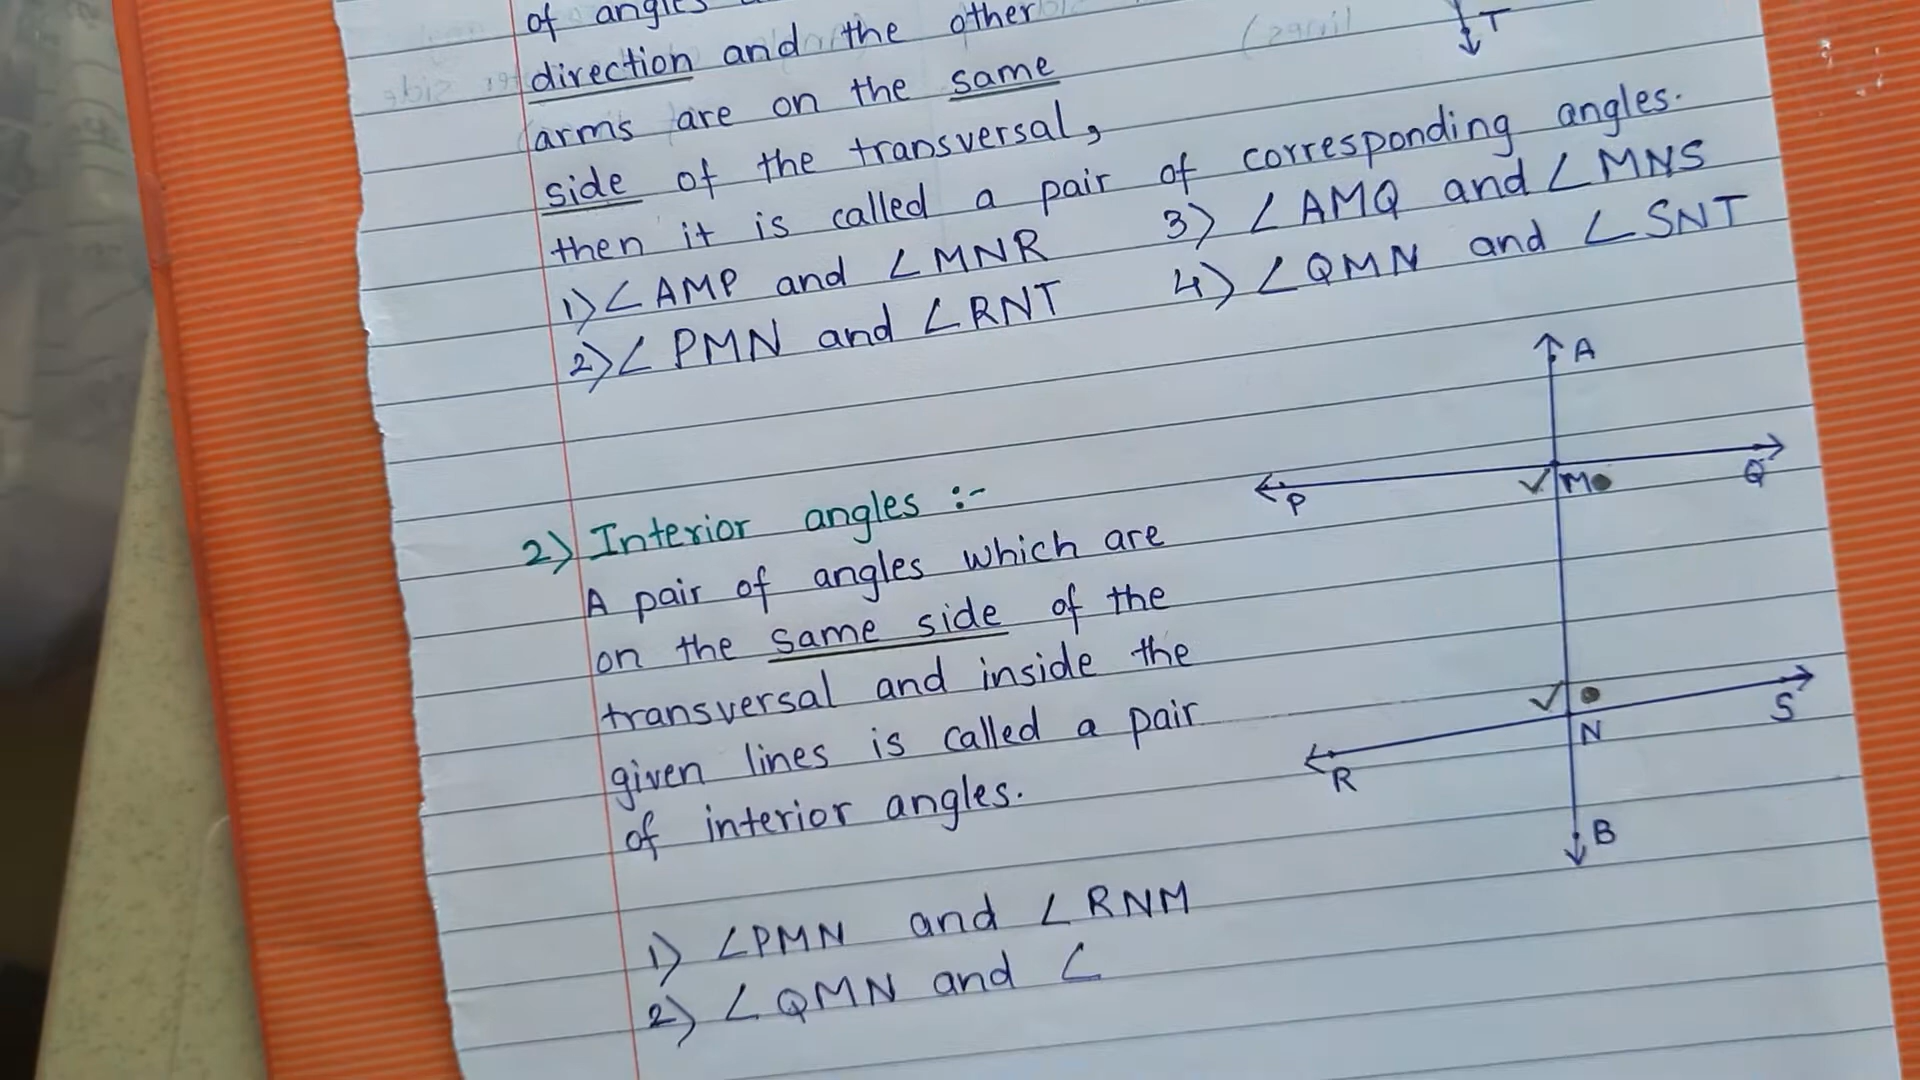 of angles
direction and the other
arms are on the same
side of the transversal,
then it is called a pair of corresponding angles.
1) ∠AMP and ∠MNR
2) ∠PMN and ∠RNT
3) ∠AMQ and ∠MNS
4) ∠QMN and ∠SNT
T
2) Interior angles :-
A pair of angles which are
on the same side of the
transversal and inside the
given lines is called a pair
of interior angles.
1) ∠PMN and ∠RNM
2) ∠QMN and ∠
A
P
M
Q
R
N
S
B